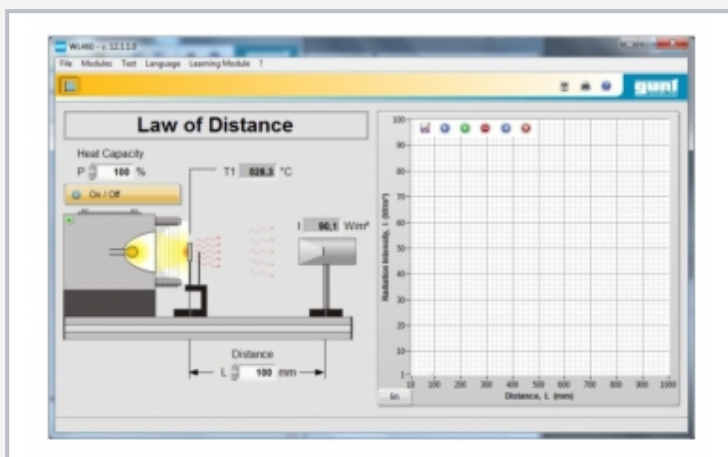 WL460 - v. 12.1.1.0
File Modules Test Language Learning Module ?
gunt
Law of Distance
Heat Capacity
P 100 %
On / Off
T1 528,3 °C
I 90,1 W/m²
Distance
L 100 mm
Radiation Intensity, I (W/m²)
100
90
80
70
60
50
40
30
20
10
1
10 100 200 300 400 500 600 700 800 900 1000
lin
Distance, L (mm)